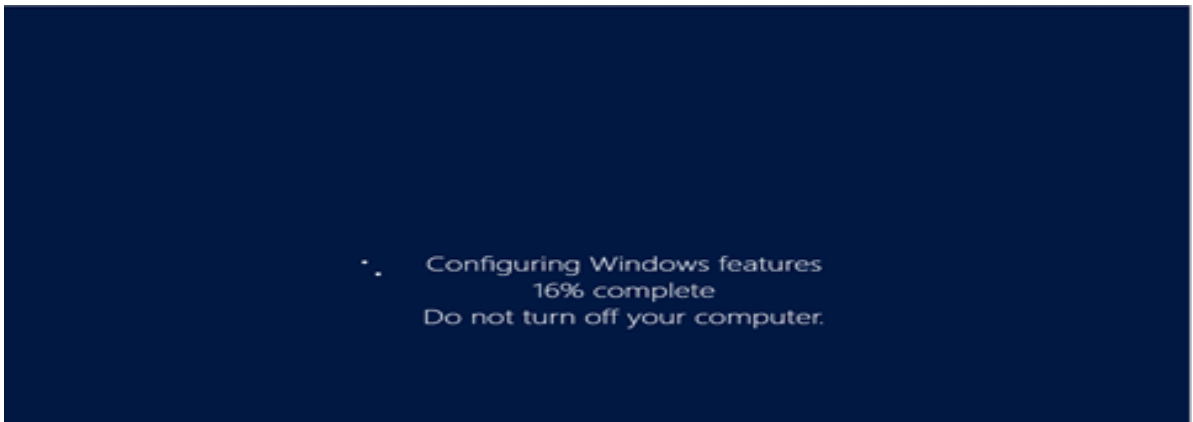 Configuring Windows features
16% complete
Do not turn off your computer.